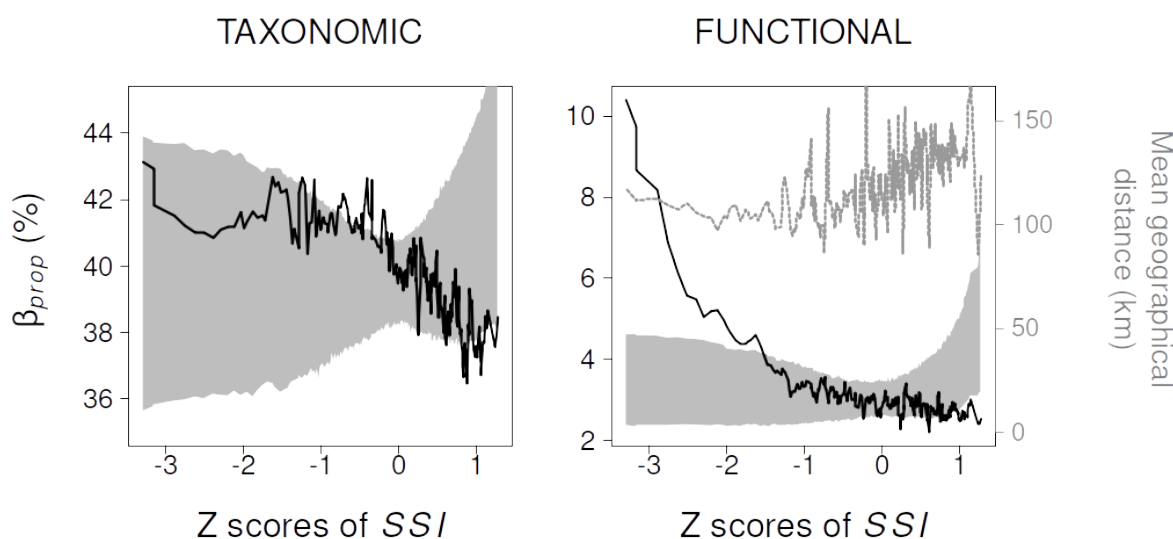 TAXONOMIC
βprop (%)
44
42
40
38
36
-3 -2 -1 0 1
Z scores of SSI
FUNCTIONAL
10
8
6
4
2
-3 -2 -1 0 1
Z scores of SSI
150
100
50
0
Mean geographical
distance (km)